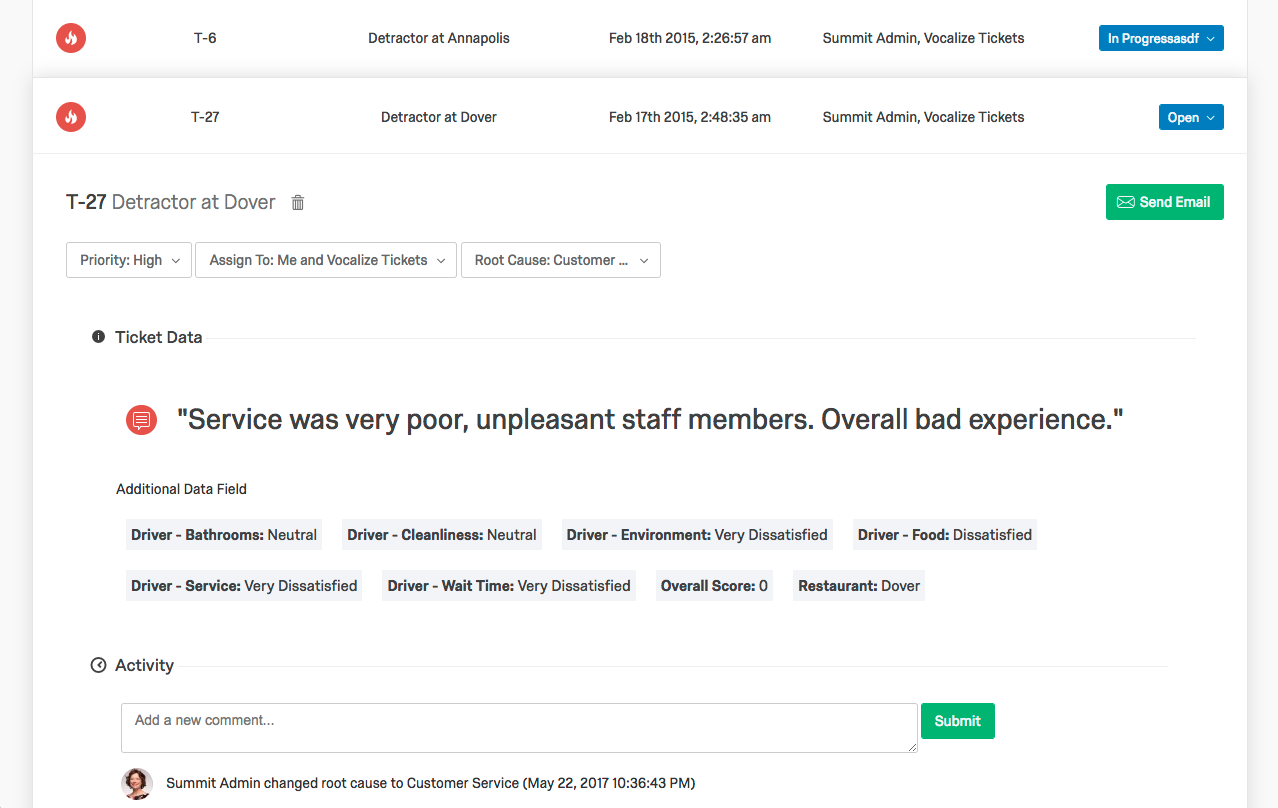 T-6 Detractor at Annapolis Feb 18th 2015, 2:26:57 am Summit Admin, Vocalize Tickets In Progressasdf
T-27 Detractor at Dover Feb 17th 2015, 2:48:35 am Summit Admin, Vocalize Tickets Open
T-27 Detractor at Dover Send Email
Priority: High Assign To: Me and Vocalize Tickets Root Cause: Customer ...
Ticket Data
"Service was very poor, unpleasant staff members. Overall bad experience."
Additional Data Field
Driver - Bathrooms: Neutral Driver - Cleanliness: Neutral Driver - Environment: Very Dissatisfied Driver - Food: Dissatisfied
Driver - Service: Very Dissatisfied Driver - Wait Time: Very Dissatisfied Overall Score: 0 Restaurant: Dover
Activity
Add a new comment... Submit
Summit Admin changed root cause to Customer Service (May 22, 2017 10:36:43 PM)